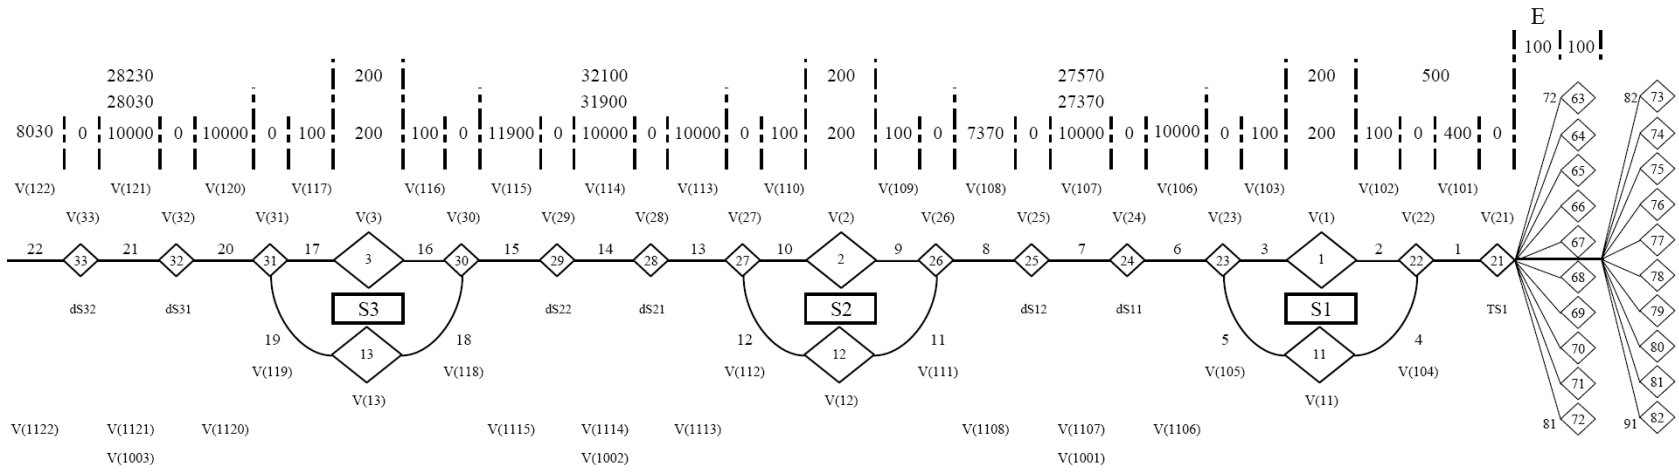 E
100 100
28230 200 32100 200 27570 200 500
28030 31900 27370
8030 0 10000 0 10000 0 100 200 100 0 11900 0 10000 0 10000 0 100 200 100 0 7370 0 10000 0 10000 0 100 200 100 0 400 0
V(122) V(121) V(120) V(117) V(116) V(115) V(114) V(113) V(110) V(109) V(108) V(107) V(106) V(103) V(102) V(101)
V(33) V(32) V(31) V(3) V(30) V(29) V(28) V(27) V(2) V(26) V(25) V(24) V(23) V(1) V(22) V(21)
22 21 20 17 16 15 14 13 10 9 8 7 6 3 2 1
33 32 31 3 30 29 28 27 2 26 25 24 23 1 22 21
dS32 dS31 S3 dS22 dS21 S2 dS12 dS11 S1 TS1
19 18 12 11 5 4
13 12 11
V(119) V(118) V(112) V(111) V(105) V(104)
V(13) V(12) V(11)
V(1122) V(1121) V(1120) V(1115) V(1114) V(1113) V(1108) V(1107) V(1106)
V(1003) V(1002) V(1001)
72 63 82 73
64 74
65 75
66 76
67 77
68 78
69 79
70 80
71 81
81 72 91 82